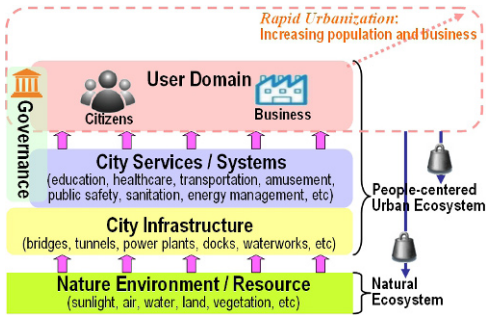 Rapid Urbanization:
Increasing population and business
User Domain
Citizens
Business
Governance
City Services / Systems
(education, healthcare, transportation, amusement,
public safety, sanitation, energy management, etc)
People-centered
Urban Ecosystem
City Infrastructure
(bridges, tunnels, power plants, docks, waterworks, etc)
Nature Environment / Resource
(sunlight, air, water, land, vegetation, etc)
Natural
Ecosystem